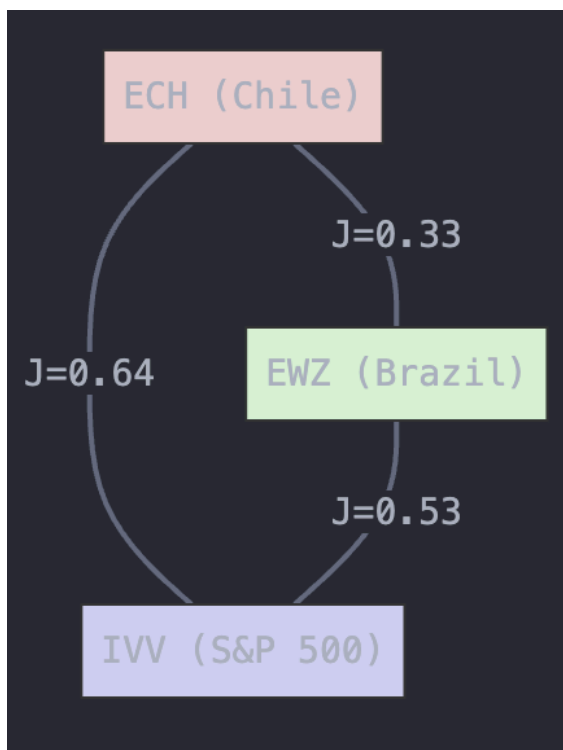 ECH (Chile)
J=0.33
J=0.64
EWZ (Brazil)
J=0.53
IVV (S&P 500)